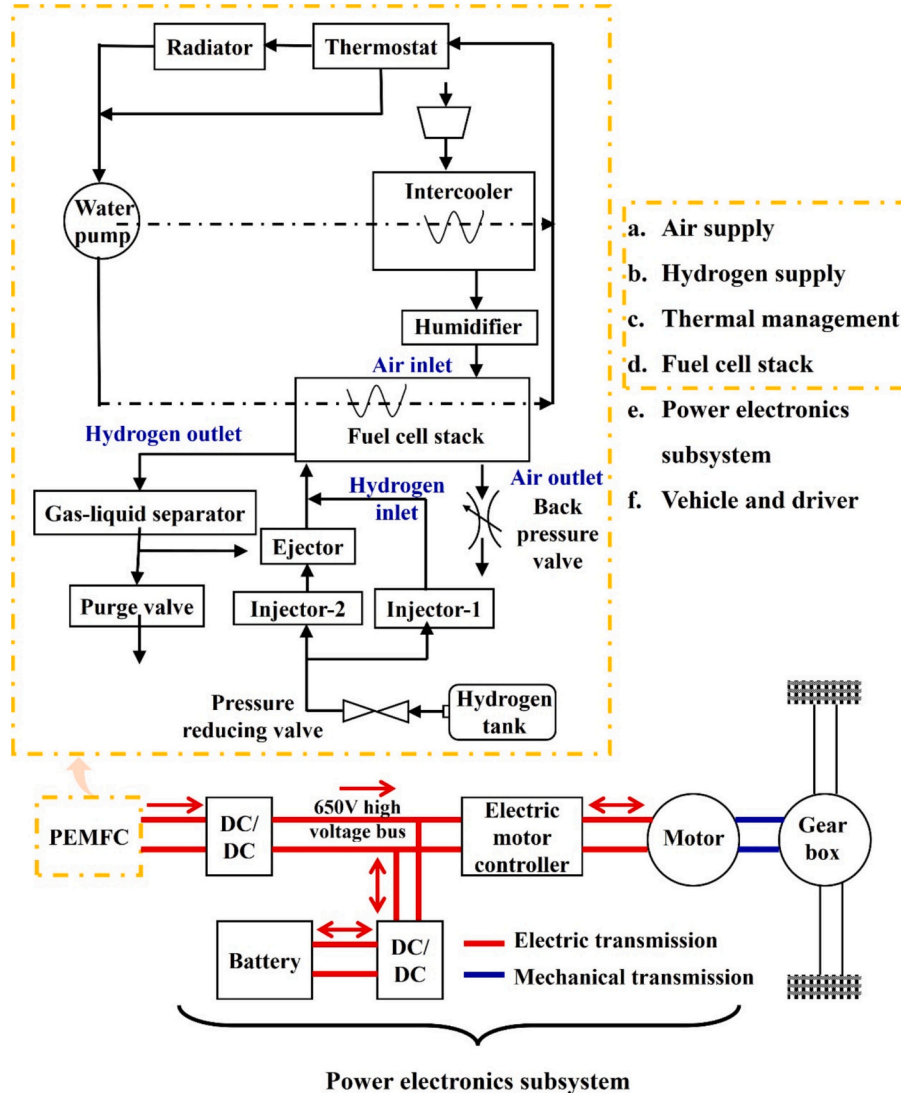 Radiator
Thermostat
Intercooler
Water
pump
Humidifier
Air inlet
Fuel cell stack
Hydrogen outlet
Hydrogen
inlet
Air outlet
Back
pressure
valve
Gas-liquid separator
Ejector
Purge valve
Injector-2
Injector-1
Pressure
reducing valve
Hydrogen
tank
a. Air supply
b. Hydrogen supply
c. Thermal management
d. Fuel cell stack
e. Power electronics
subsystem
f. Vehicle and driver
PEMFC
DC/
DC
650V high
voltage bus
Electric
motor
controller
Motor
Gear
box
Battery
DC/
DC
Electric transmission
Mechanical transmission
Power electronics subsystem